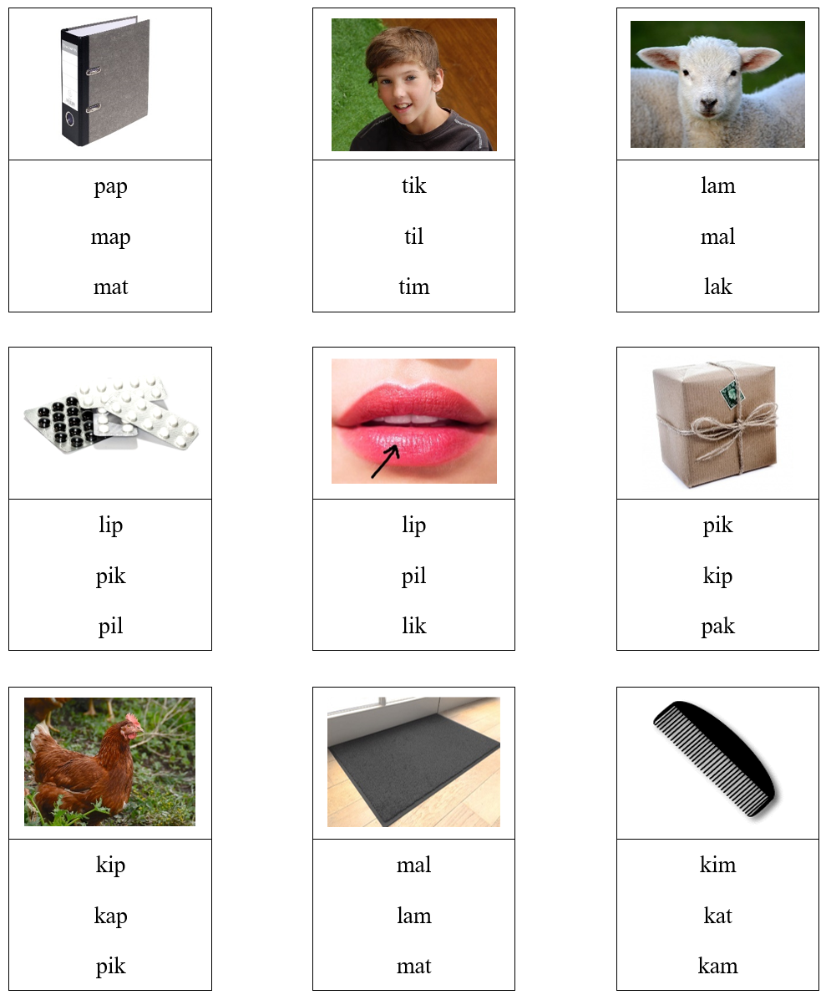 pap
map
mat
tik
til
tim
lam
mal
lak
lip
pik
pil
lip
pil
lik
pik
kip
pak
kip
kap
pik
mal
lam
mat
kim
kat
kam